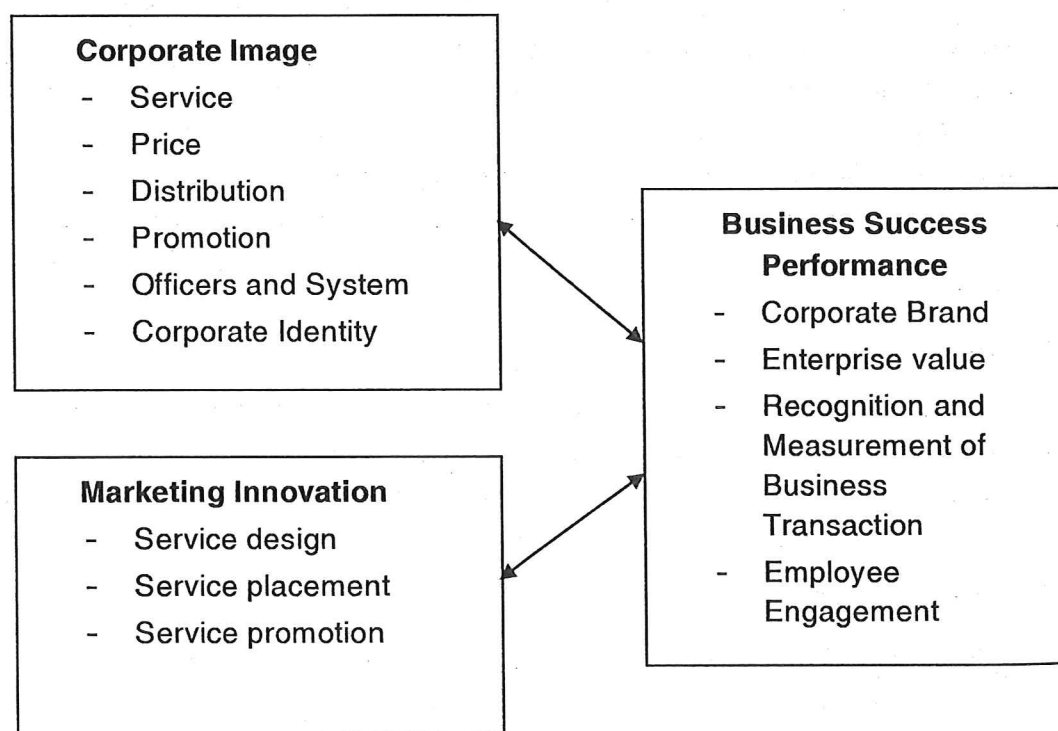 Corporate Image
- Service
- Price
- Distribution
- Promotion
- Officers and System
- Corporate Identity
Marketing Innovation
- Service design
- Service placement
- Service promotion
Business Success
Performance
- Corporate Brand
- Enterprise value
- Recognition and
Measurement of
Business
Transaction
- Employee
Engagement